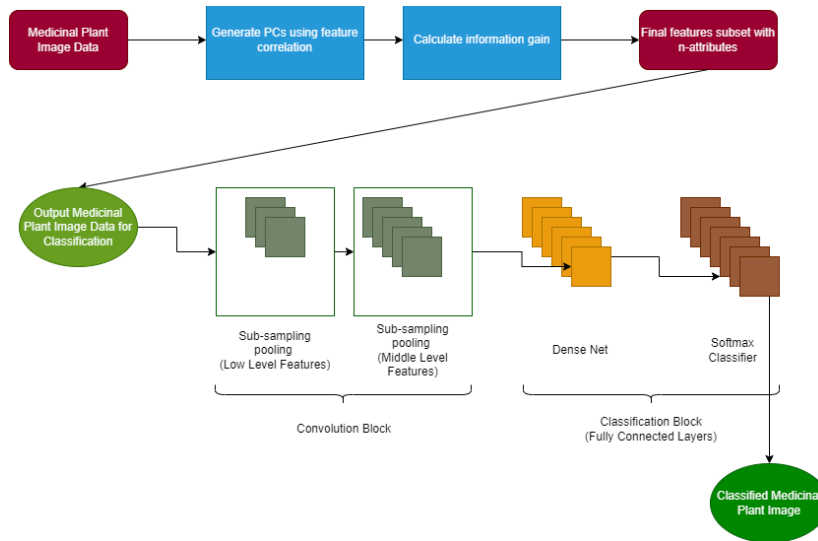 Medicinal Plant
Image Data
Generate PCs using feature
correlation
Calculate information gain
Final features subset with
n-attributes
Output Medicinal
Plant Image Data for
Classification
Sub-sampling
pooling
(Low Level Features)
Sub-sampling
pooling
(Middle Level
Features)
Dense Net
Softmax
Classifier
Convolution Block
Classification Block
(Fully Connected Layers)
Classified Medicinal
Plant Image